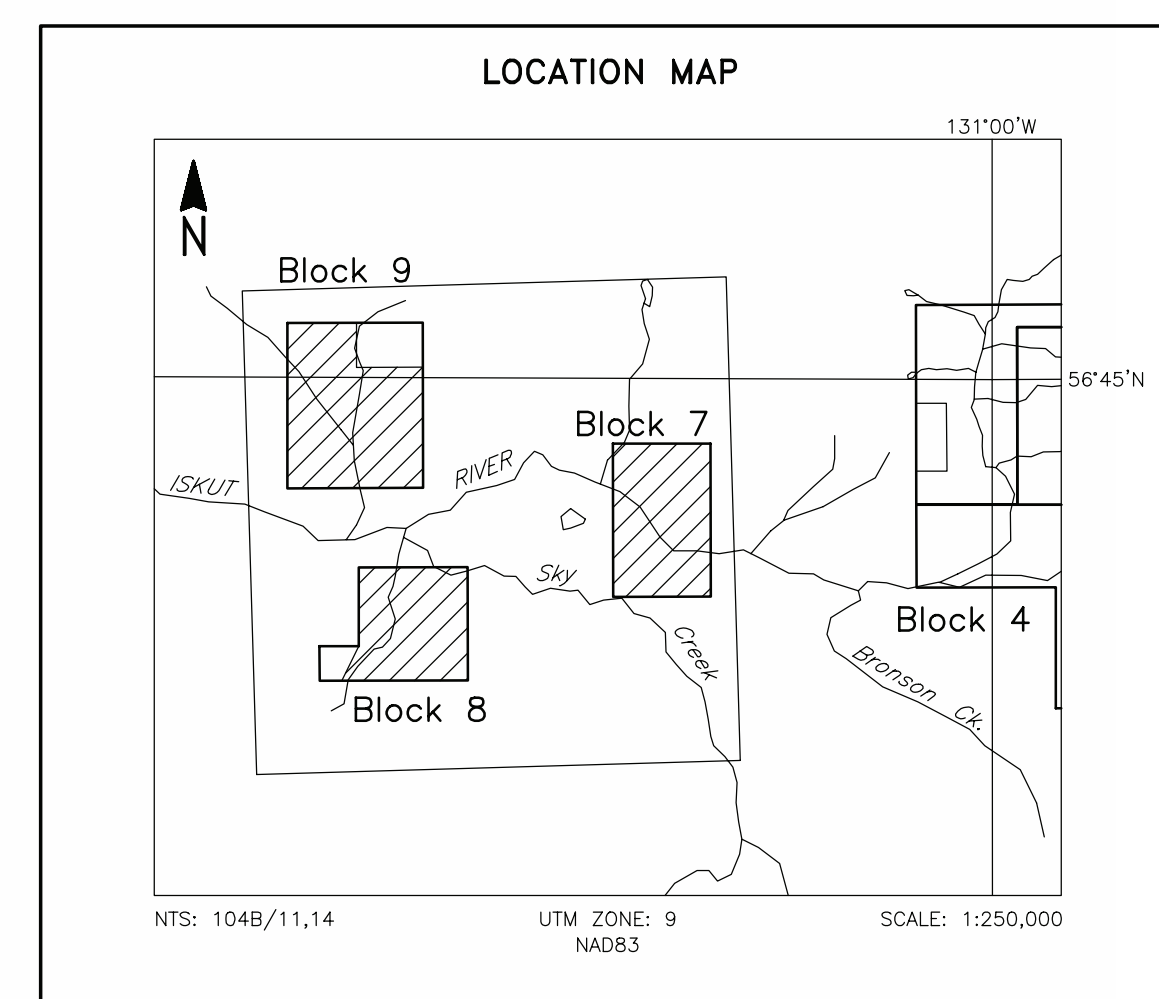 LOCATION MAP
131°00'W
N
Block 9
56°45'N
Block 7
ISKUT RIVER
Sky Creek
Block 4
Bronson Ck.
Block 8
NTS: 104B/11,14
UTM ZONE: 9
SCALE: 1:250,000
NAD83